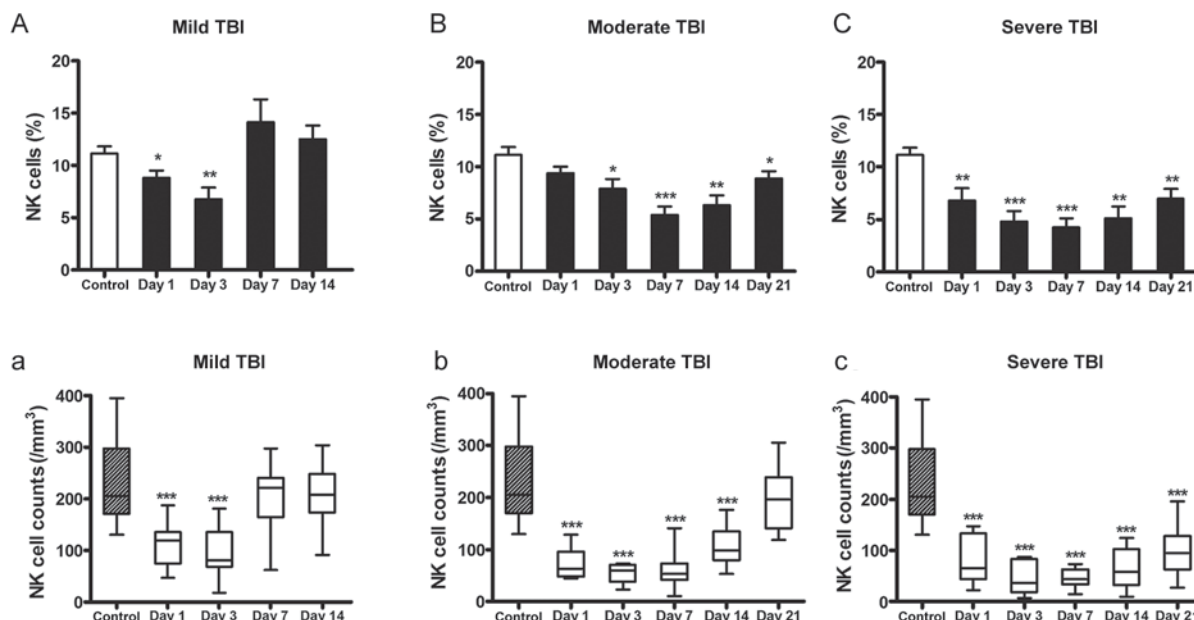 A
Mild TBI
NK cells (%)
20
15
10
5
0
*
**
Control Day 1 Day 3 Day 7 Day 14
B
Moderate TBI
NK cells (%)
20
15
10
5
0
*
***
**
*
Control Day 1 Day 3 Day 7 Day 14 Day 21
C
Severe TBI
NK cells (%)
20
15
10
5
0
**
***
***
**
**
Control Day 1 Day 3 Day 7 Day 14 Day 21
a
Mild TBI
NK cell counts (/mm³)
400
300
200
100
0
***
***
Control Day 1 Day 3 Day 7 Day 14
b
Moderate TBI
NK cell counts (/mm³)
400
300
200
100
0
***
***
***
***
Control Day 1 Day 3 Day 7 Day 14 Day 21
c
Severe TBI
NK cell counts (/mm³)
400
300
200
100
0
***
***
***
***
***
Control Day 1 Day 3 Day 7 Day 14 Day 21